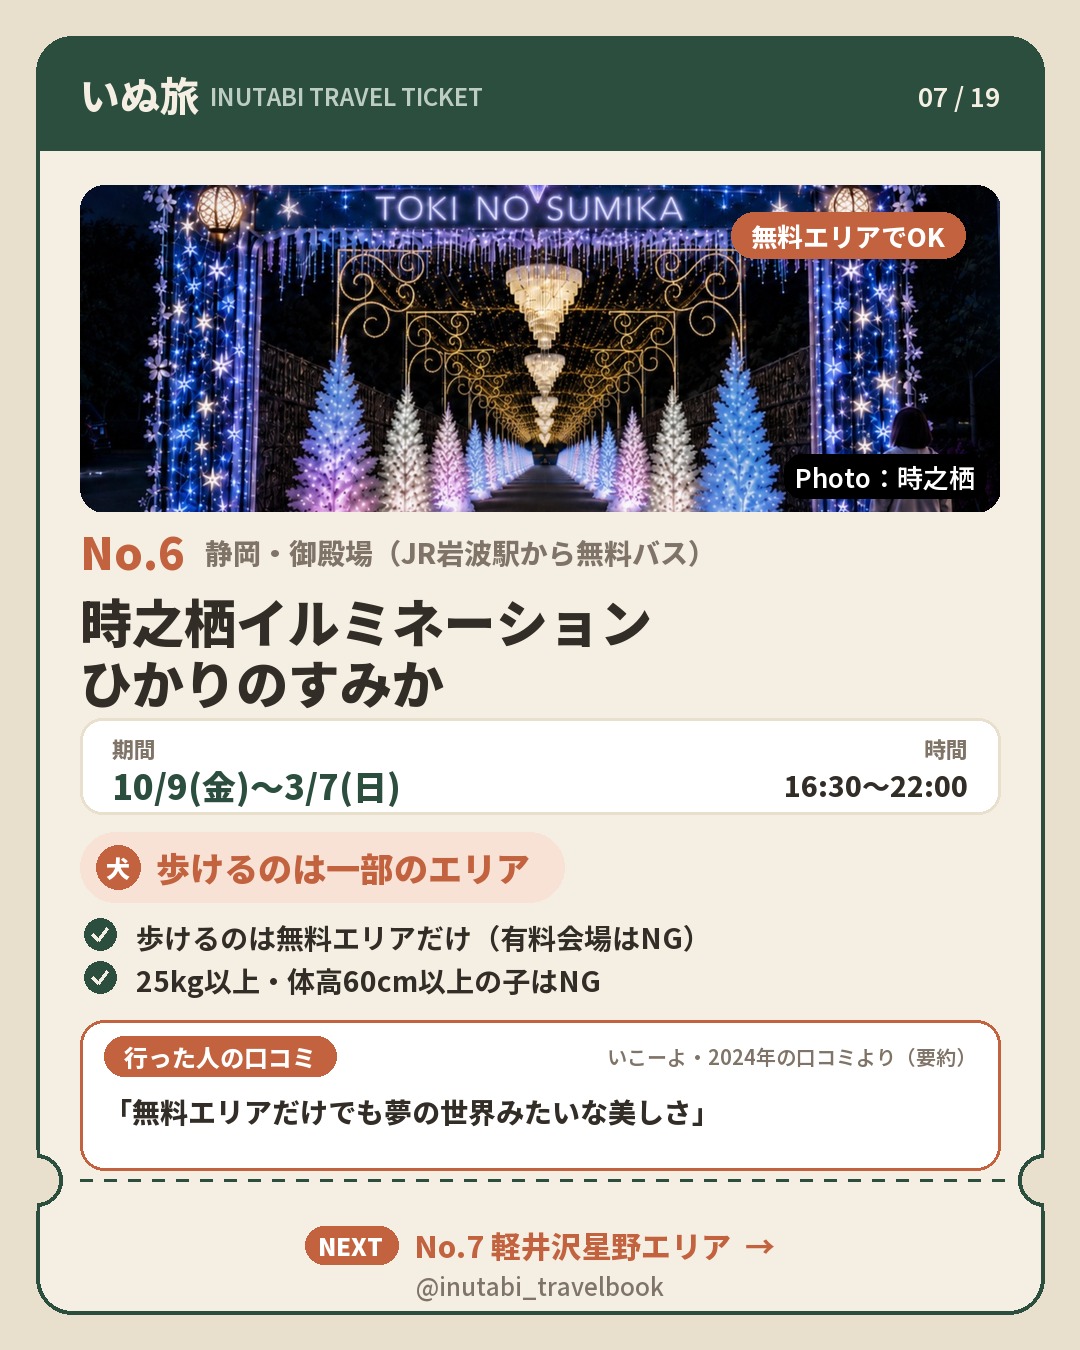 いぬ旅 INUTABI TRAVEL TICKET 07 / 19
TOKI NO SUMIKA
無料エリアでOK
Photo：時之栖
No.6 静岡・御殿場（JR岩波駅から無料バス）
時之栖イルミネーション
ひかりのすみか
期間 時間
10/9(金)〜3/7(日) 16:30〜22:00
犬 歩けるのは一部のエリア
歩けるのは無料エリアだけ（有料会場はNG）
25kg以上・体高60cm以上の子はNG
行った人の口コミ いこーよ・2024年の口コミより（要約）
「無料エリアだけでも夢の世界みたいな美しさ」
NEXT No.7 軽井沢星野エリア →
@inutabi_travelbook